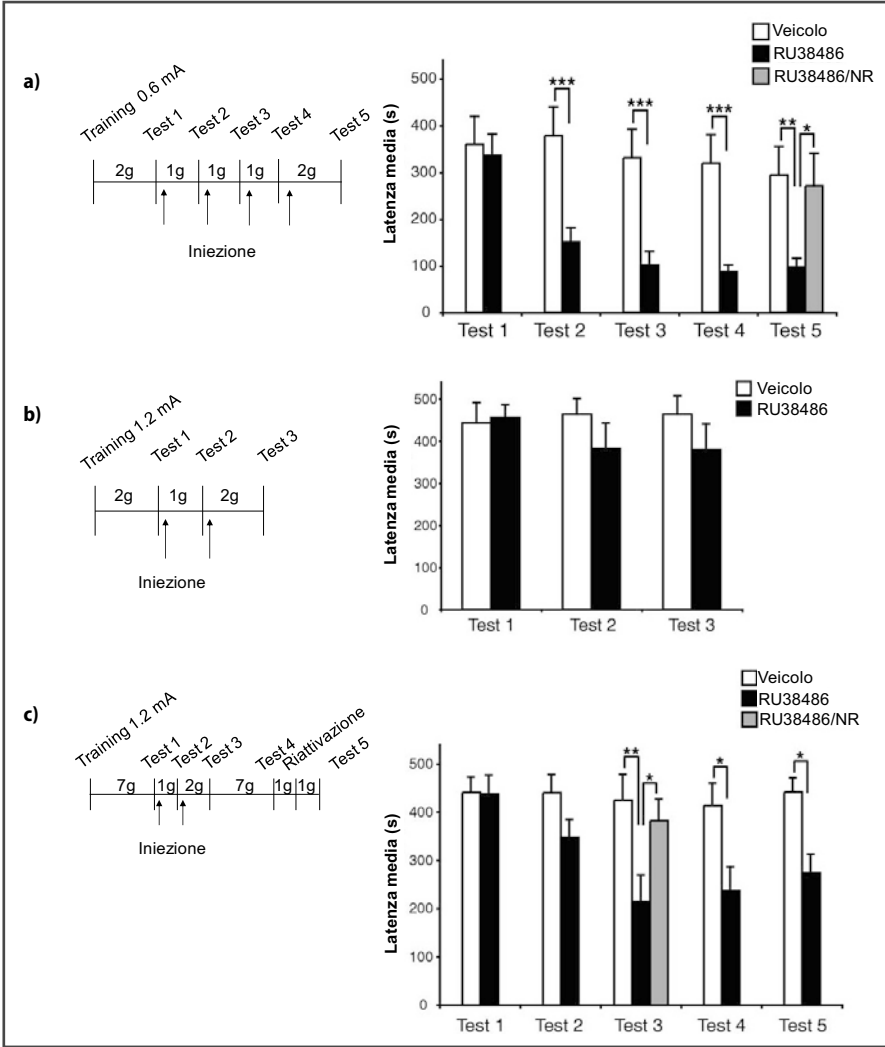 a)
Training 0.6 mA
Test 1
Test 2
Test 3
Test 4
Test 5
2g 1g 1g 1g 2g
Iniezione
Veicolo
RU38486
RU38486/NR
Latenza media (s)
500
400
300
200
100
0
*** *** *** ** *
Test 1 Test 2 Test 3 Test 4 Test 5
b)
Training 1.2 mA
Test 1
Test 2
Test 3
2g 1g 2g
Iniezione
Veicolo
RU38486
Latenza media (s)
500
400
300
200
100
0
Test 1 Test 2 Test 3
c)
Training 1.2 mA
Test 1
Test 2
Test 3
Test 4
Riattivazione
Test 5
7g 1g 2g 7g 1g 1g
Iniezione
Veicolo
RU38486
RU38486/NR
Latenza media (s)
500
400
300
200
100
0
** * * *
Test 1 Test 2 Test 3 Test 4 Test 5